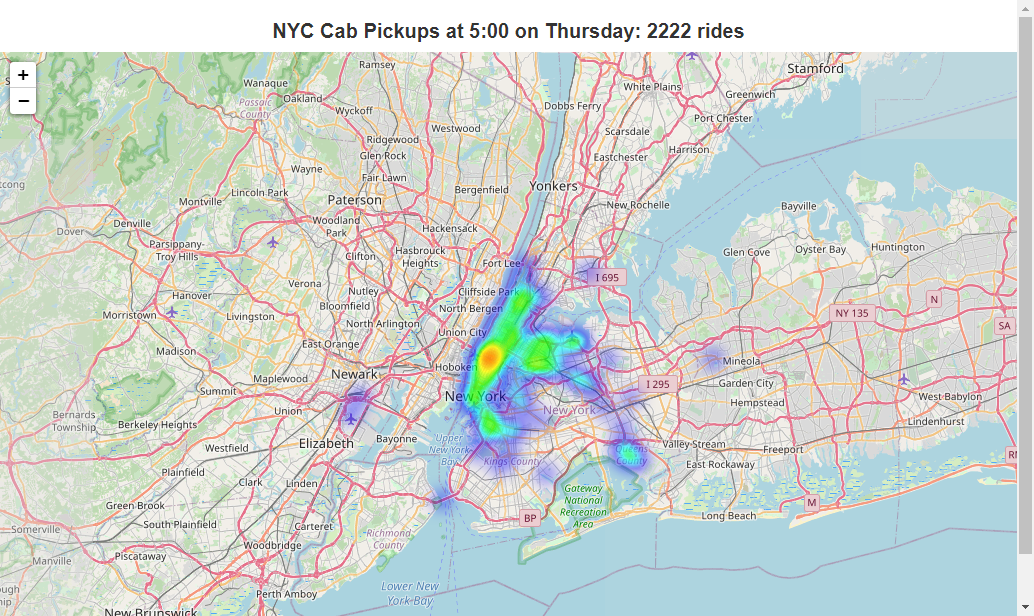 NYC Cab Pickups at 5:00 on Thursday: 2222 rides
+
−
Ramsey
Stamford
Wanaque
White Plains
Greenwich
Oakland
Passaic
County
Wyckoff
Dobbs Ferry
Port Chester
Westwood
Scarsdale
Ridgewood
Harrison
Glen Rock
Eastchester
Wayne
Fair Lawn
Lincoln Park
Bergenfield
Yonkers
Montville
Paterson
New Rochelle
Bayville
Denville
Woodland
Park
Hackensack
Dover
Parsippany-
Troy Hills
Hasbrouck
Heights
Clifton
Glen Cove
Oyster Bay
Huntington
Fort Lee
I 695
Verona
Nutley
Cliffside Park
Hanover
Bloomfield
North Bergen
N
Morristown
Livingston
North Arlington
NY 135
Union City
SA
East Orange
Madison
Mineola
Hoboken
Newark
Maplewood
I 295
Garden City
Summit
New York
West Babylon
Hempstead
Union
New York
Bernards
Township
Berkeley Heights
Lindenhurst
Elizabeth
Bayonne
Upper
New York
Bay
Valley Stream
Westfield
Queens
County
Freeport
Kings County
East Rockaway
Plainfield
Clark
Linden
Gateway
National
Recreation
Area
Green Brook
M
Long Beach
BP
South Plainfield
Carteret
Somerville
Richmond
County
Woodbridge
Piscataway
Manville
Lower New
York Bay
Perth Amboy
New Brunswick